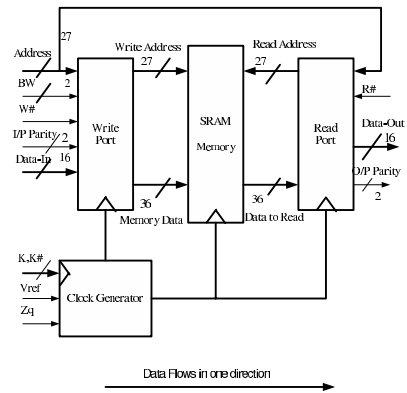 27
Address
Write Address
Read Address
27
27
BW
2
R#
W#
SRAM
Data-Out
I/P Parity
2
Write
Memory
Read
16
Data-In
16
Port
Port
O/P Parity
36
36
2
Memory Data
Data to Read
K,K#
Vref
Clock Generator
Zq
Data Flows in one direction